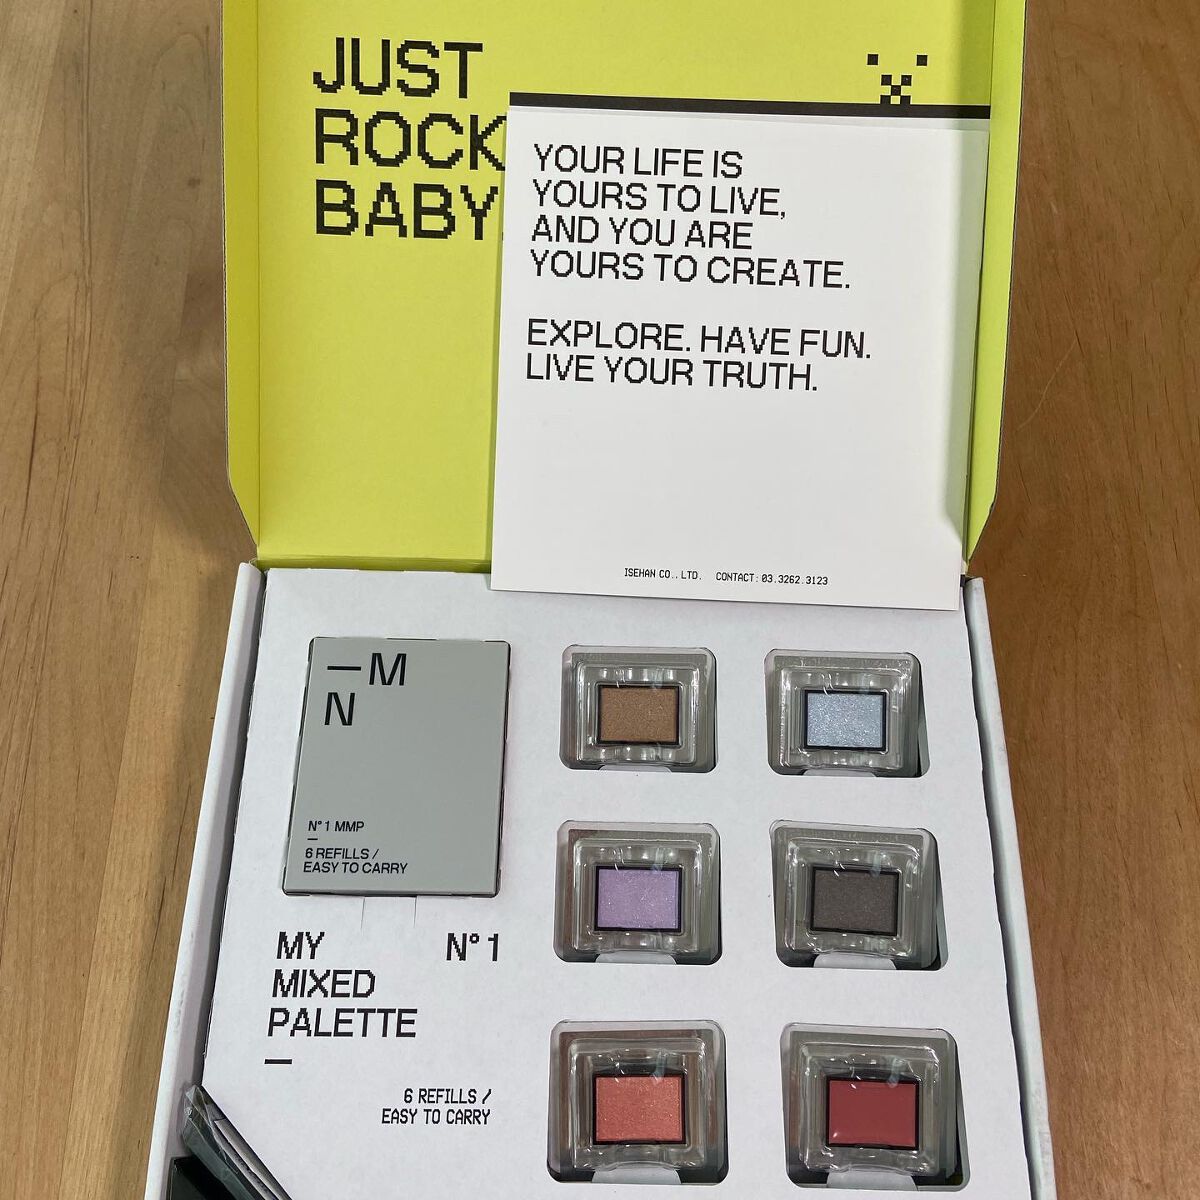 JUST
ROCK
BABY
YOUR LIFE IS
YOURS TO LIVE,
AND YOU ARE
YOURS TO CREATE.
EXPLORE. HAVE FUN.
LIVE YOUR TRUTH.
ISEHAN CO., LTD. CONTACT: 03.3262.3123
—M
N
N° 1 MMP
—
6 REFILLS /
EASY TO CARRY
MY N° 1
MIXED
PALETTE
—
6 REFILLS /
EASY TO CARRY